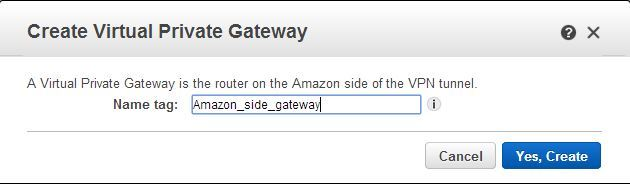 Create Virtual Private Gateway
A Virtual Private Gateway is the router on the Amazon side of the VPN tunnel.
Name tag: Amazon_side_gateway
Cancel Yes, Create